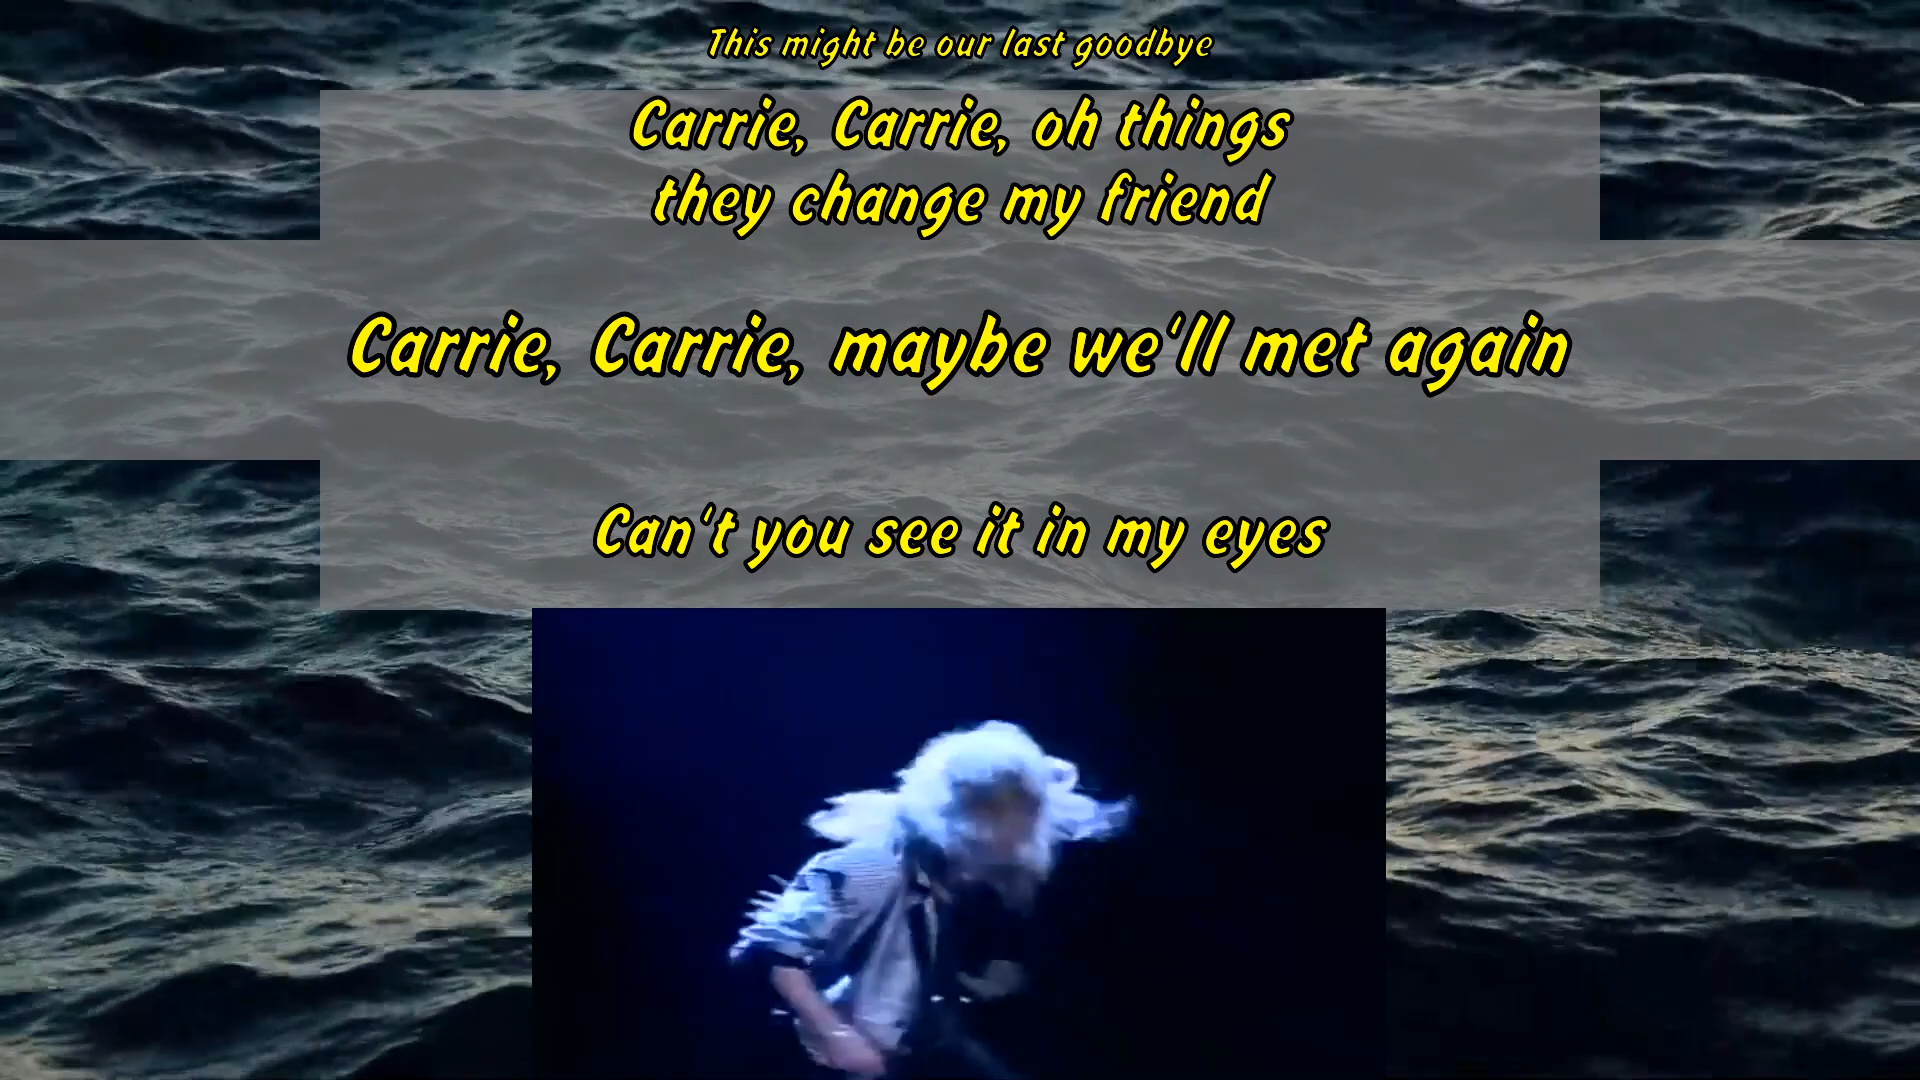 This might be our last goodbye
Carrie, Carrie, oh things
they change my friend
Carrie, Carrie, maybe we'll met again
Can't you see it in my eyes